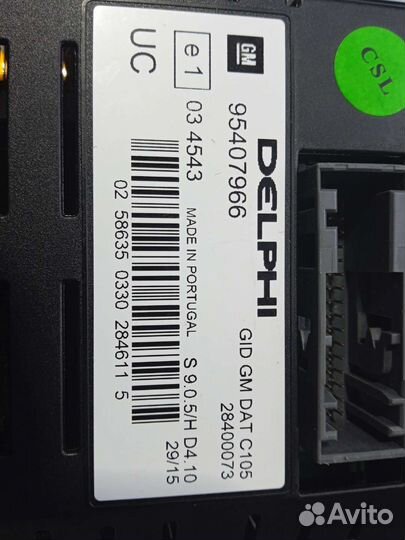 GM
e1
UC
95407966
03 4543
DELPHI
MADE IN PORTUGAL
02 58635 0330 284611 5
GID GM DAT C105
28400073
S 9.0.5/H D4.10
29/15
CSL
Avito